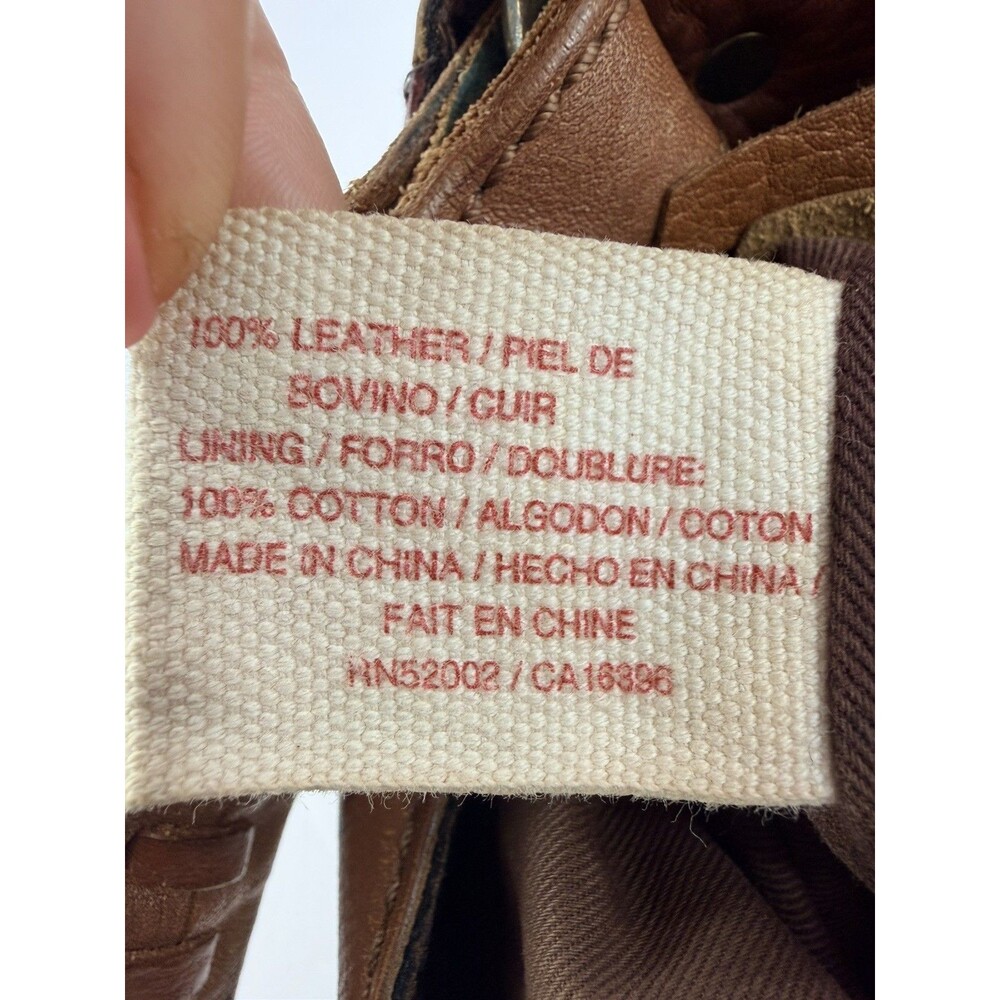 100% LEATHER / PIEL DE
BOVINO / CUIR
LINING / FORRO / DOUBLURE:
100% COTTON / ALGODON / COTON
MADE IN CHINA / HECHO EN CHINA /
FAIT EN CHINE
RN52002 / CA16396